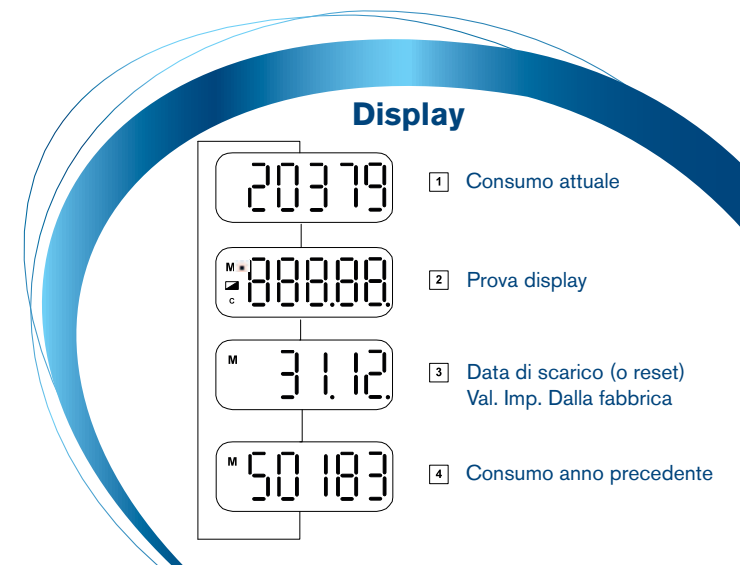 Display
20379
1 Consumo attuale
M
888.88.
C
2 Prova display
M
31.12.
3 Data di scarico (o reset)
Val. Imp. Dalla fabbrica
M
50183
4 Consumo anno precedente